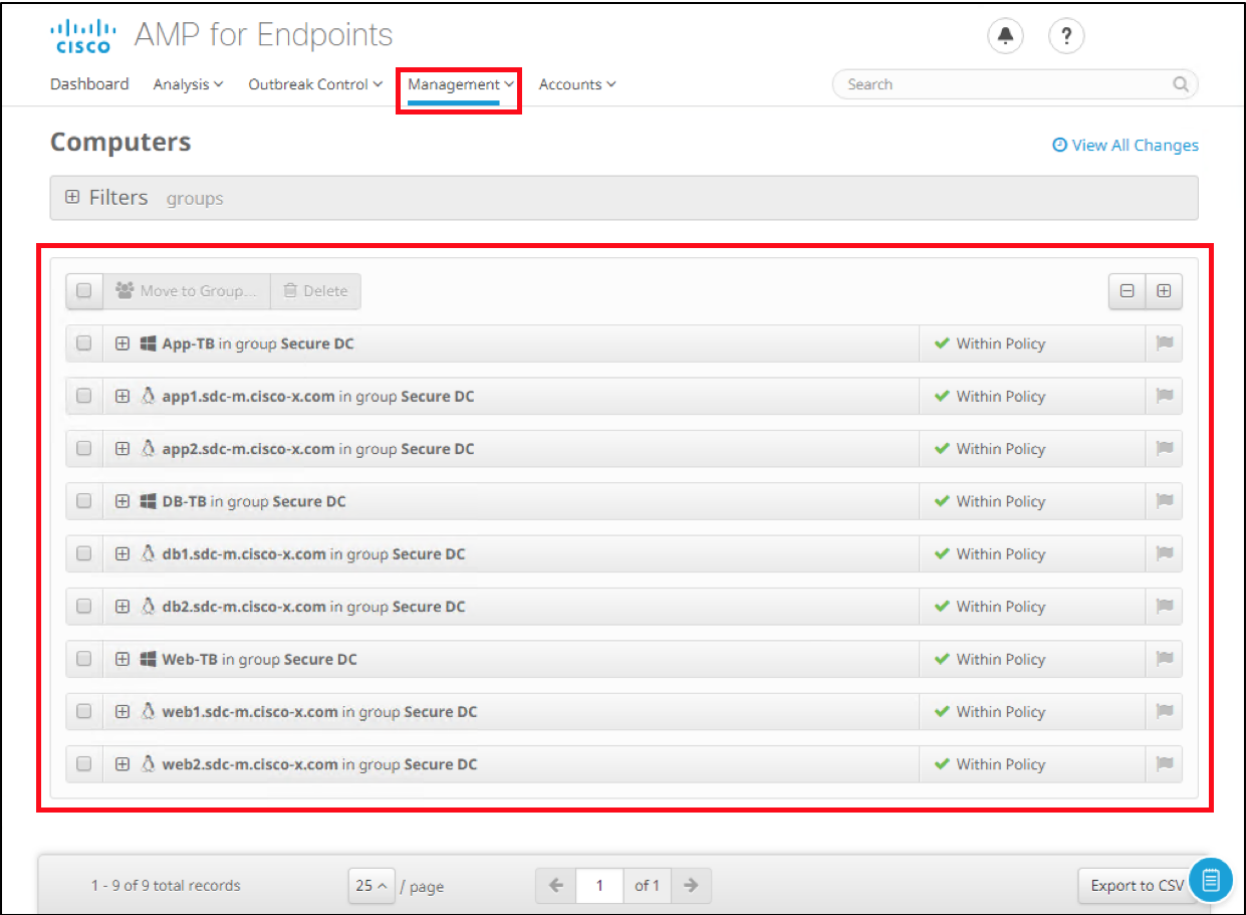 CISCO AMP for Endpoints ?
Dashboard Analysis Outbreak Control Management Accounts Search
Computers View All Changes
Filters groups
Move to Group... Delete
App-TB in group Secure DC Within Policy
app1.sdc-m.cisco-x.com in group Secure DC Within Policy
app2.sdc-m.cisco-x.com in group Secure DC Within Policy
DB-TB in group Secure DC Within Policy
db1.sdc-m.cisco-x.com in group Secure DC Within Policy
db2.sdc-m.cisco-x.com in group Secure DC Within Policy
Web-TB in group Secure DC Within Policy
web1.sdc-m.cisco-x.com in group Secure DC Within Policy
web2.sdc-m.cisco-x.com in group Secure DC Within Policy
1 - 9 of 9 total records 25 / page 1 of 1 Export to CSV